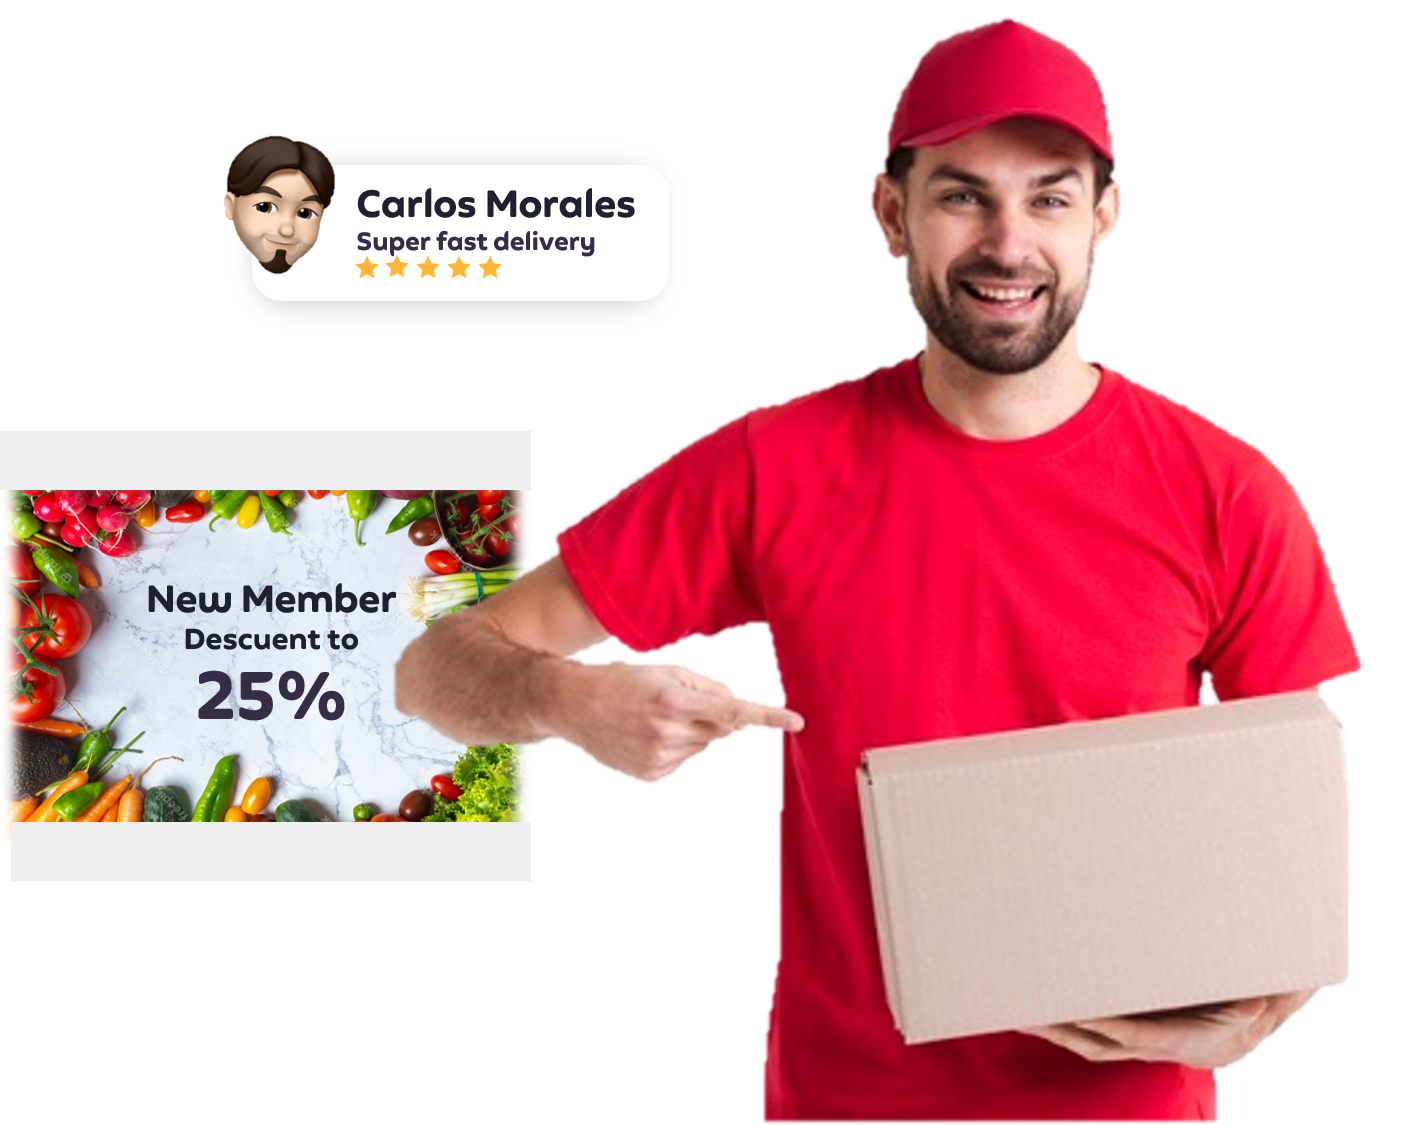 Carlos Morales
Super fast delivery
New Member
Descuent to
25%